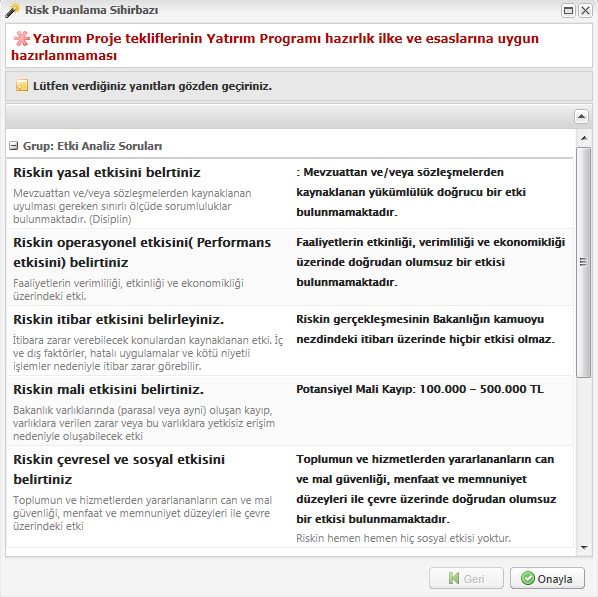 Risk Puanlama Sihirbazı
Yatırım Proje tekliflerinin Yatırım Programı hazırlık ilke ve esaslarına uygun
hazırlanmaması
Lütfen verdiğiniz yanıtları gözden geçiriniz.
Grup: Etki Analiz Soruları
Riskin yasal etkisini belrtiniz
Mevzuattan ve/veya sözleşmelerden kaynaklanan
uyulması gereken sınırlı ölçüde sorumluluklar
bulunmaktadır. (Disiplin)
: Mevzuattan ve/veya sözleşmelerden
kaynaklanan yükümlülük doğrucu bir etki
bulunmamaktadır.
Riskin operasyonel etkisini( Performans
etkisini) belirtiniz
Faaliyetlerin verimliliği, etkinliği ve ekonomikliği
üzerindeki etki.
Faaliyetlerin etkinliği, verimliliği ve ekonomikliği
üzerinde doğrudan olumsuz bir etkisi
bulunmamaktadır.
Riskin itibar etkisini belirleyiniz.
İtibara zarar verebilecek konulardan kaynaklanan etki. İç
ve dış faktörler, hatalı uygulamalar ve kötü niyetli
işlemler nedeniyle itibar zarar görebilir.
Riskin gerçekleşmesinin Bakanlığın kamuoyu
nezdindeki itibarı üzerinde hiçbir etkisi olmaz.
Riskin mali etkisini belirtiniz.
Bakanlık varlıklarında (parasal veya ayni) oluşan kayıp,
varlıklara verilen zarar veya bu varlıklara yetkisiz erişim
nedeniyle oluşabilecek etki
Potansiyel Mali Kayıp: 100.000 – 500.000 TL
Riskin çevresel ve sosyal etkisini
belirtiniz
Toplumun ve hizmetlerden yararlananların can ve mal
güvenliği, menfaat ve memnuniyet düzeyleri ile çevre
üzerindeki etki
Toplumun ve hizmetlerden yararlananların can
ve mal güvenliği, menfaat ve memnuniyet
düzeyleri ile çevre üzerinde doğrudan olumsuz
bir etkisi bulunmamaktadır.
Riskin hemen hemen hiç sosyal etkisi yoktur.
Geri
Onayla